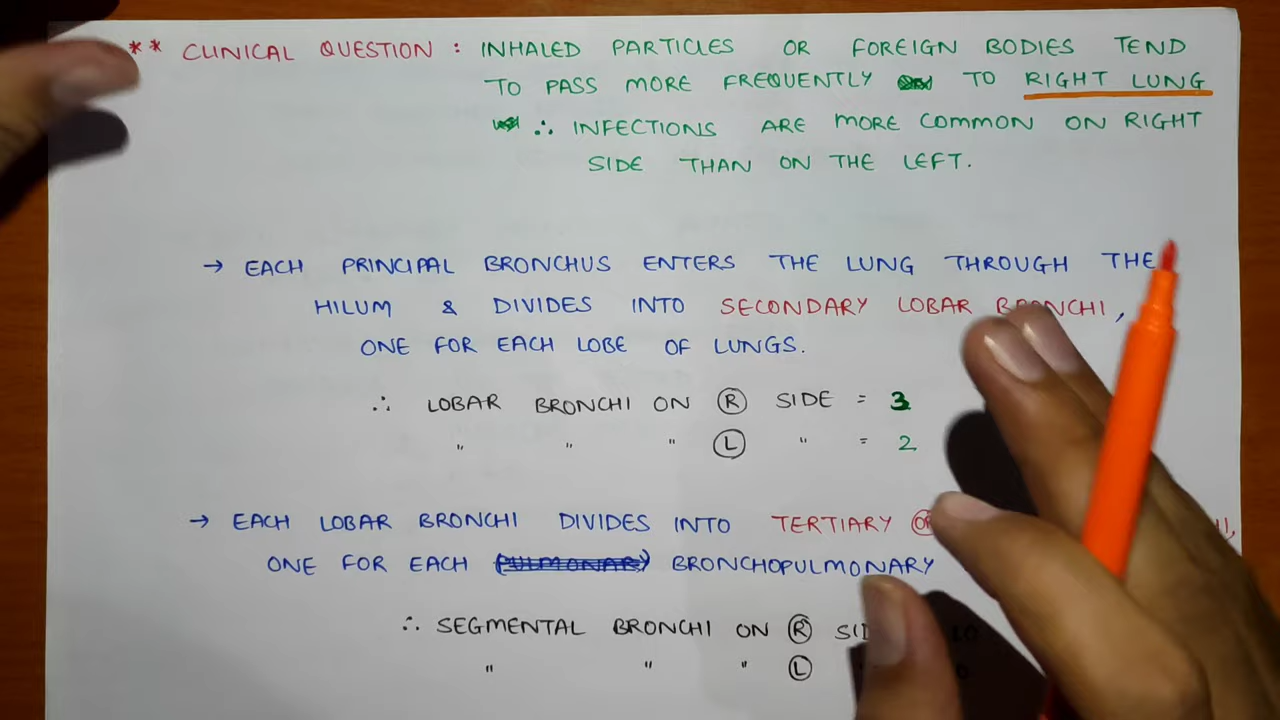 ** CLINICAL QUESTION : INHALED PARTICLES OR FOREIGN BODIES TEND
TO PASS MORE FREQUENTLY TO RIGHT LUNG
∴ INFECTIONS ARE MORE COMMON ON RIGHT
SIDE THAN ON THE LEFT.
→ EACH PRINCIPAL BRONCHUS ENTERS THE LUNG THROUGH THE
HILUM & DIVIDES INTO SECONDARY LOBAR BRONCHI,
ONE FOR EACH LOBE OF LUNGS.
∴ LOBAR BRONCHI ON Ⓡ SIDE = 3
" " " Ⓛ " = 2
→ EACH LOBAR BRONCHI DIVIDES INTO TERTIARY OR
ONE FOR EACH (PULMONARY) BRONCHOPULMONARY
∴ SEGMENTAL BRONCHI ON Ⓡ
" " " Ⓛ